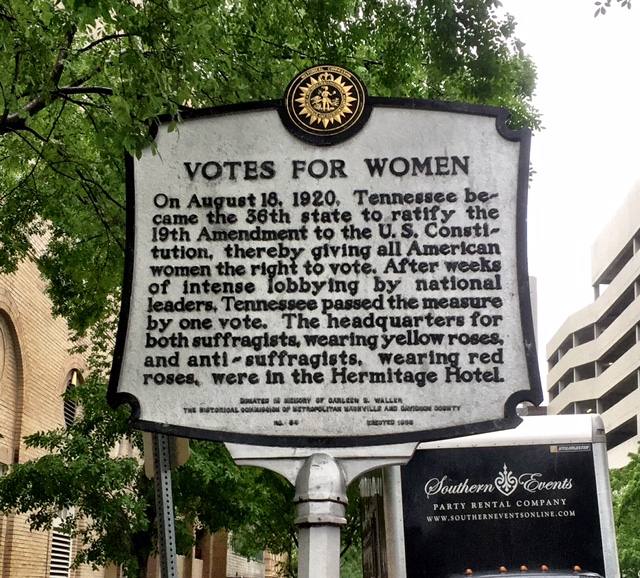 VOTES FOR WOMEN
On August 18, 1920, Tennessee be-
came the 36th state to ratify the
19th Amendment to the U.S. Consti-
tution, thereby giving all American
women the right to vote. After weeks
of intense lobbying by national
leaders, Tennessee passed the measure
by one vote. The headquarters for
both suffragists, wearing yellow roses,
and anti-suffragists, wearing red
roses, were in the Hermitage Hotel.
DONATED IN MEMORY OF CARLEEN S. WALLER
THE HISTORICAL COMMISSION OF METROPOLITAN NASHVILLE AND DAVIDSON COUNTY
NO. 84 ERECTED 1998
Southern Events
PARTY RENTAL COMPANY
WWW.SOUTHERNEVENTSONLINE.COM